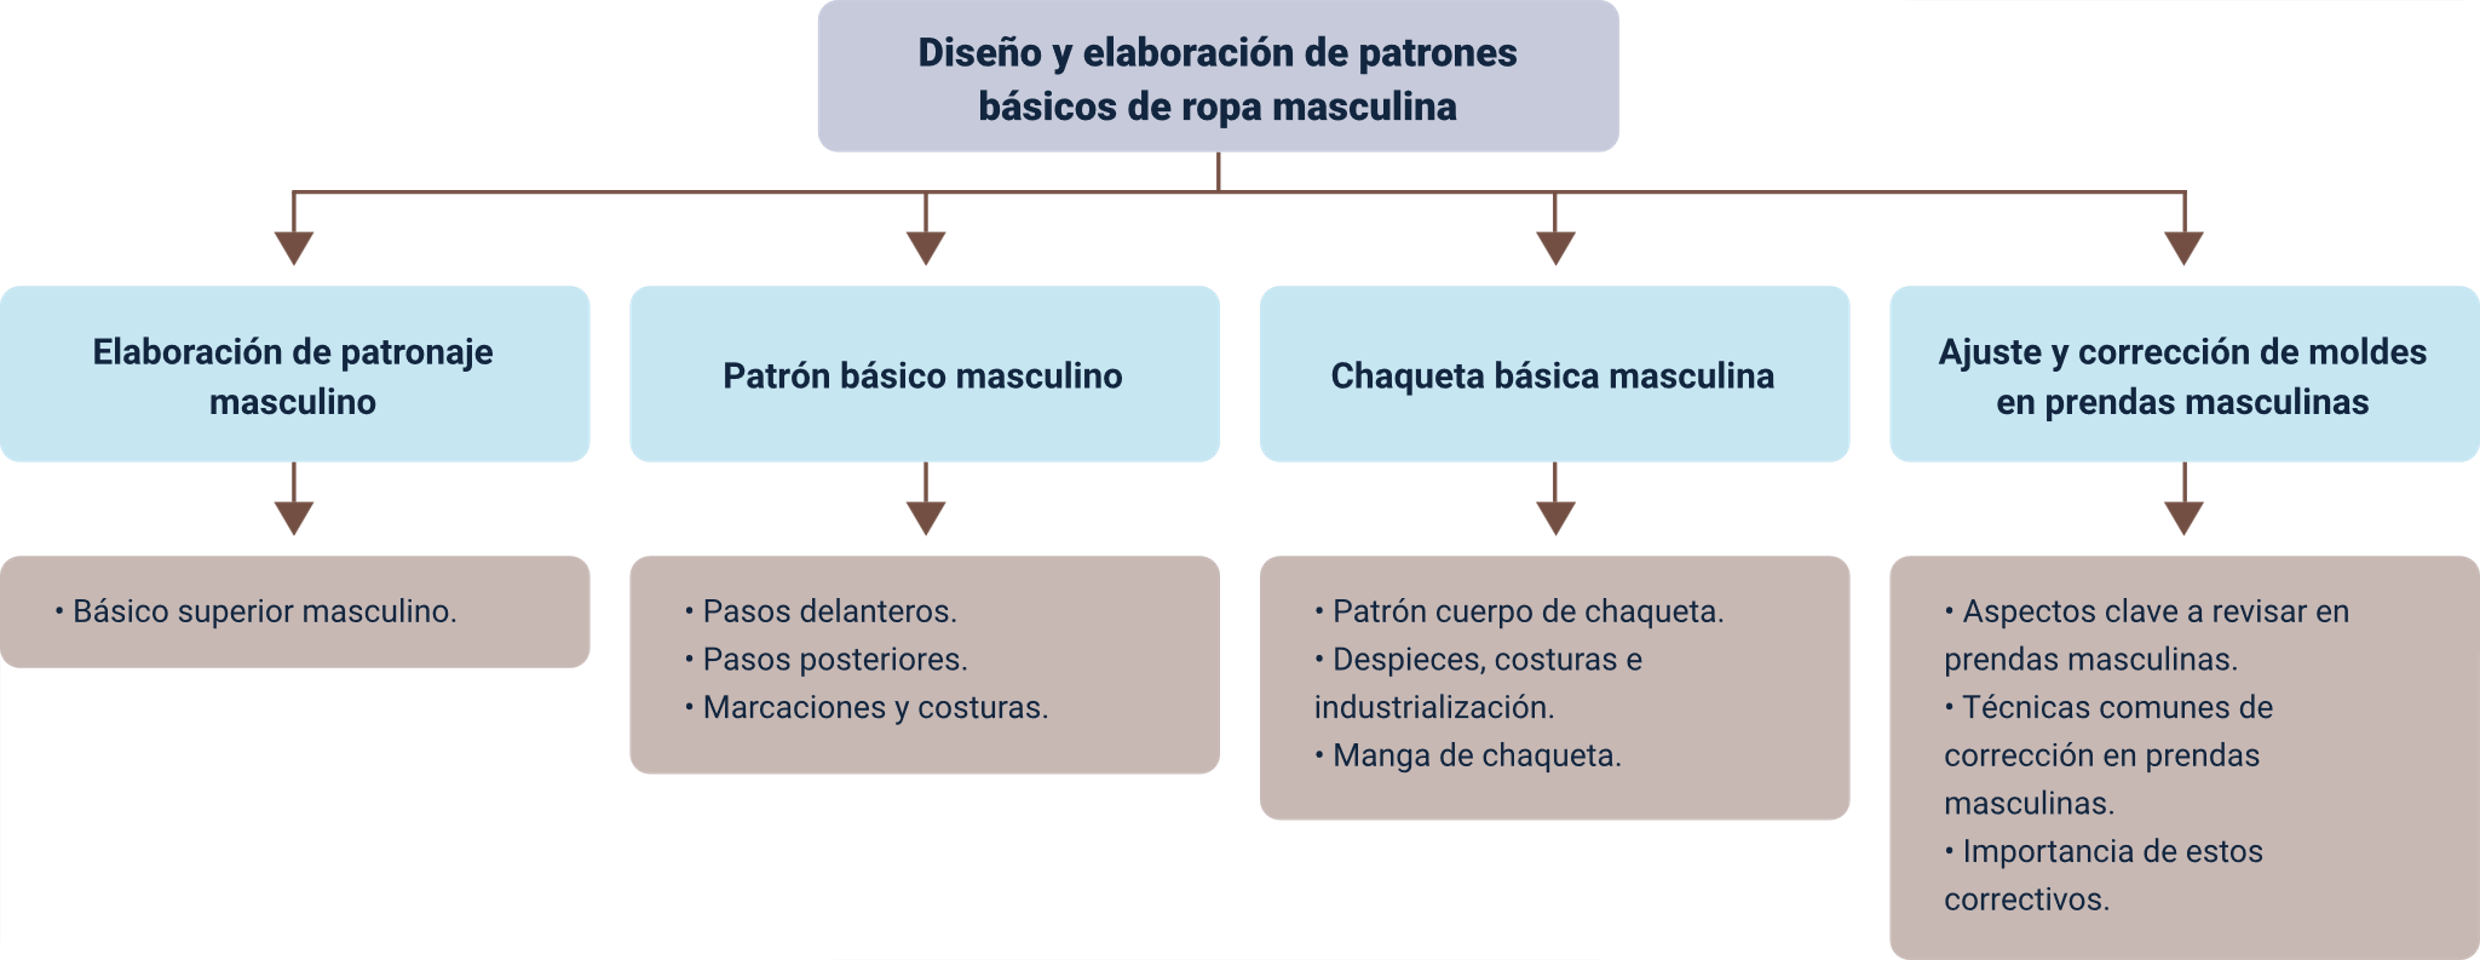 Diseño y elaboración de patrones
básicos de ropa masculina
Elaboración de patronaje
masculino
Patrón básico masculino
Chaqueta básica masculina
Ajuste y corrección de moldes
en prendas masculinas
• Básico superior masculino.
• Pasos delanteros.
• Pasos posteriores.
• Marcaciones y costuras.
• Patrón cuerpo de chaqueta.
• Despieces, costuras e
industrialización.
• Manga de chaqueta.
• Aspectos clave a revisar en
prendas masculinas.
• Técnicas comunes de
corrección en prendas
masculinas.
• Importancia de estos
correctivos.